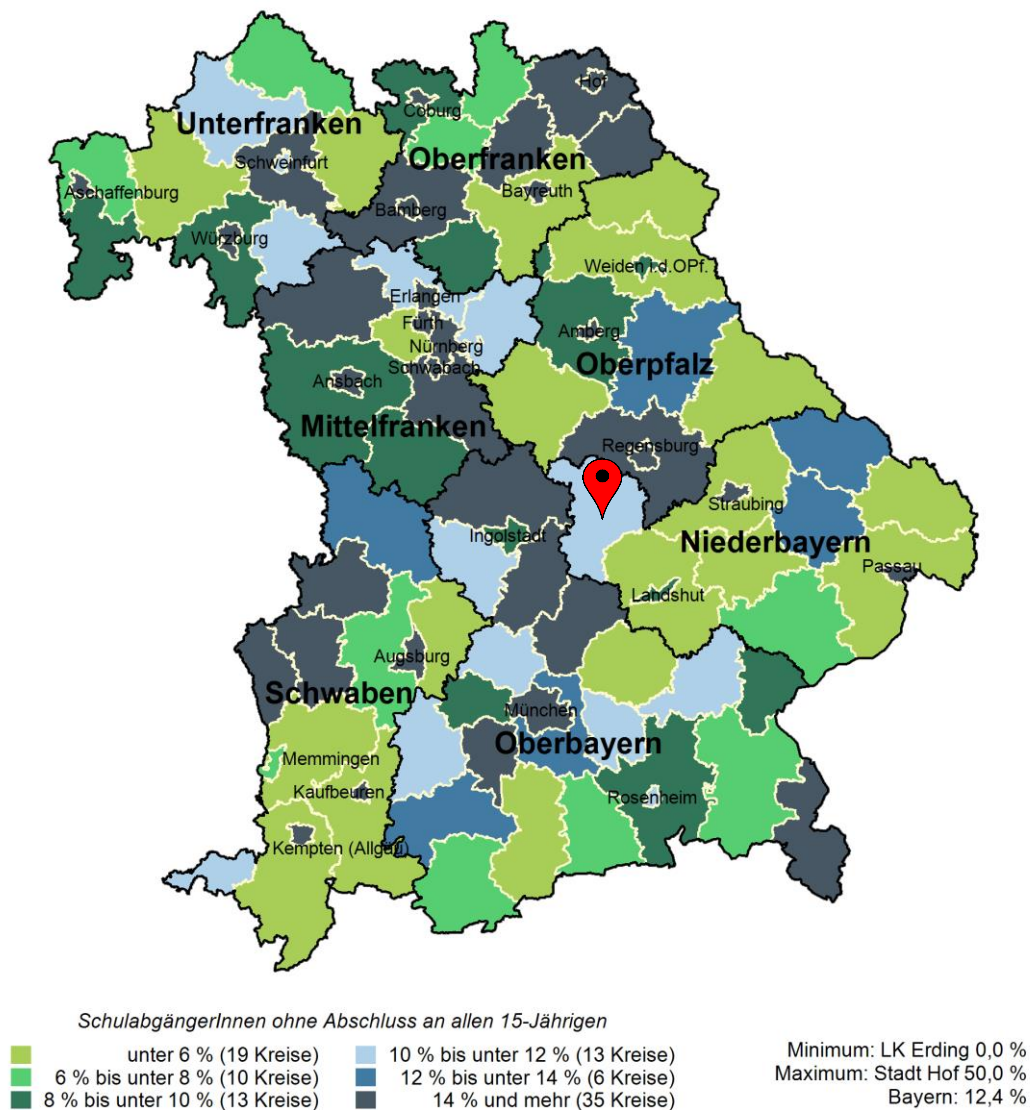 Hof
Coburg
Unterfranken
Schweinfurt
Oberfranken
Aschaffenburg
Bayreuth
Bamberg
Würzburg
Weiden i.d.OPf.
Erlangen
Fürth
Amberg
Nürnberg
Schwabach
Oberpfalz
Ansbach
Mittelfranken
Regensburg
Straubing
Ingolstadt
Niederbayern
Passau
Landshut
Augsburg
Schwaben
München
Oberbayern
Memmingen
Kaufbeuren
Rosenheim
Kempten (Allgäu)
SchulabgängerInnen ohne Abschluss an allen 15-Jährigen
unter 6 % (19 Kreise)
6 % bis unter 8 % (10 Kreise)
8 % bis unter 10 % (13 Kreise)
10 % bis unter 12 % (13 Kreise)
12 % bis unter 14 % (6 Kreise)
14 % und mehr (35 Kreise)
Minimum: LK Erding 0,0 %
Maximum: Stadt Hof 50,0 %
Bayern: 12,4 %